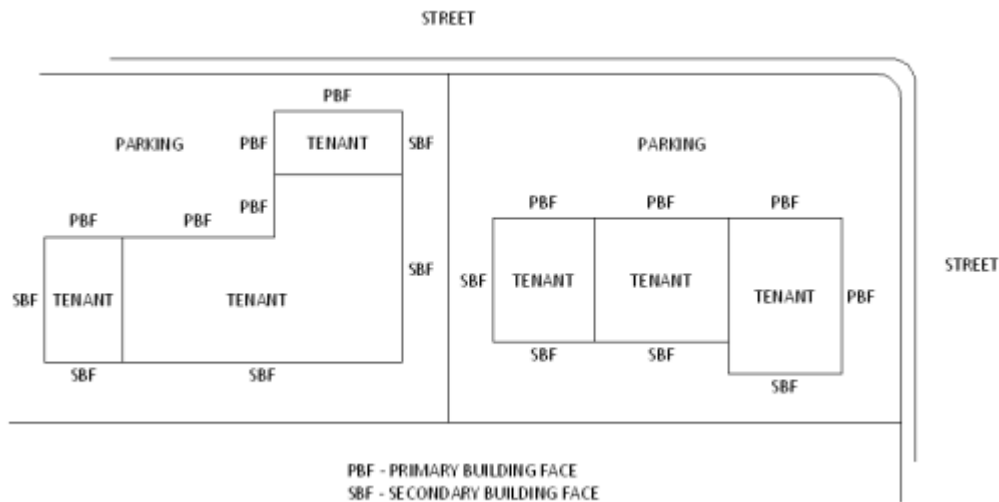 STREET
PBF
PARKING PBF TENANT SBF PARKING
PBF
PBF PBF PBF PBF PBF
SBF STREET
SBF TENANT TENANT SBF TENANT TENANT TENANT PBF
SBF SBF
SBF SBF SBF
PBF - PRIMARY BUILDING FACE
SBF - SECONDARY BUILDING FACE